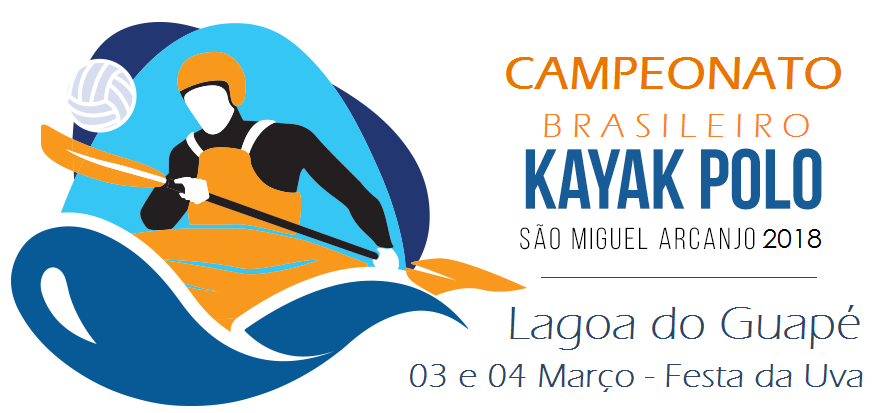 CAMPEONATO
BRASILEIRO
KAYAK POLO
SÃO MIGUEL ARCANJO 2018
Lagoa do Guapé
03 e 04 Março - Festa da Uva